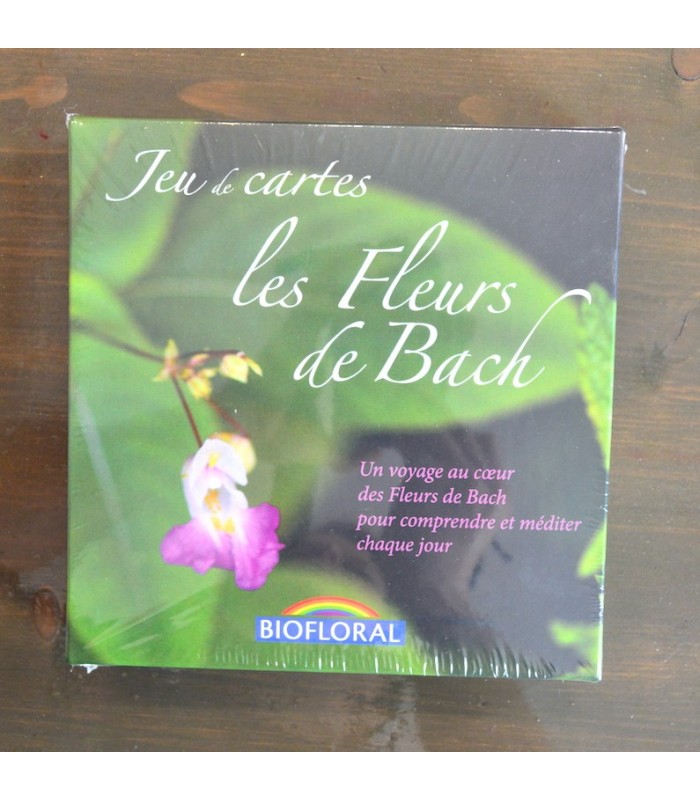 Jeu de cartes
les Fleurs
de Bach
Un voyage au cœur
des Fleurs de Bach
pour comprendre et méditer
chaque jour
BIOFLORAL